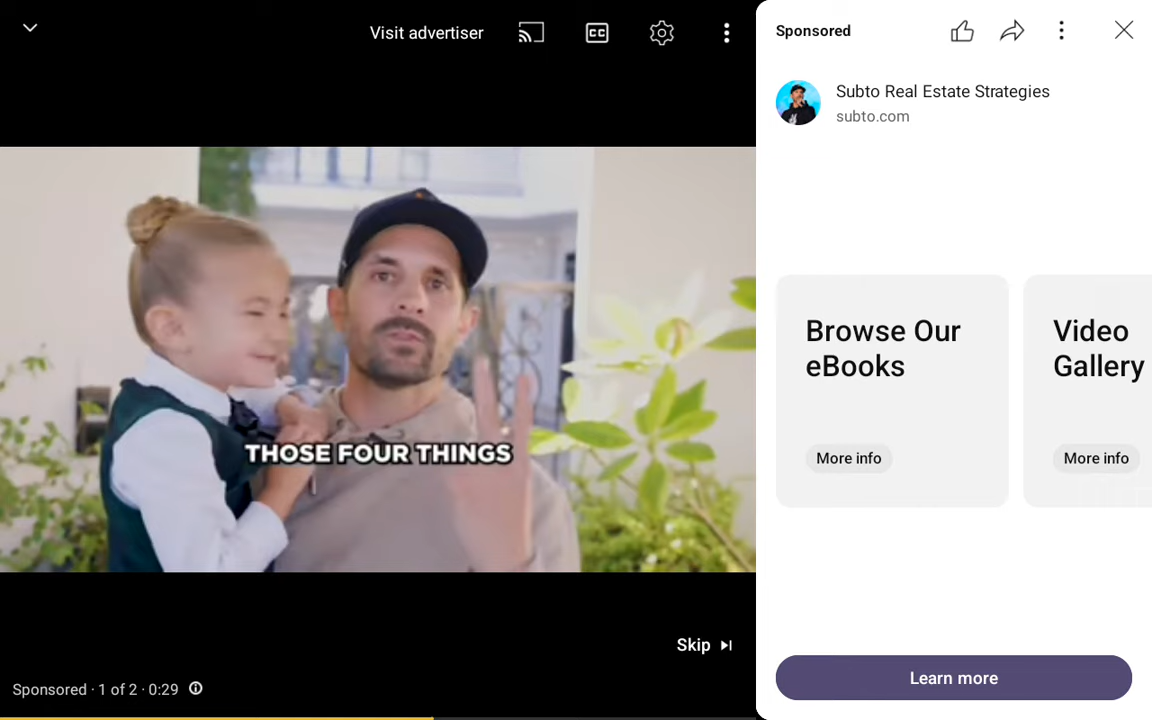 Visit advertiser
CC
THOSE FOUR THINGS
Skip
Sponsored · 1 of 2 · 0:29
Sponsored
Subto Real Estate Strategies
subto.com
Browse Our
eBooks
More info
Video
Gallery
More info
Learn more